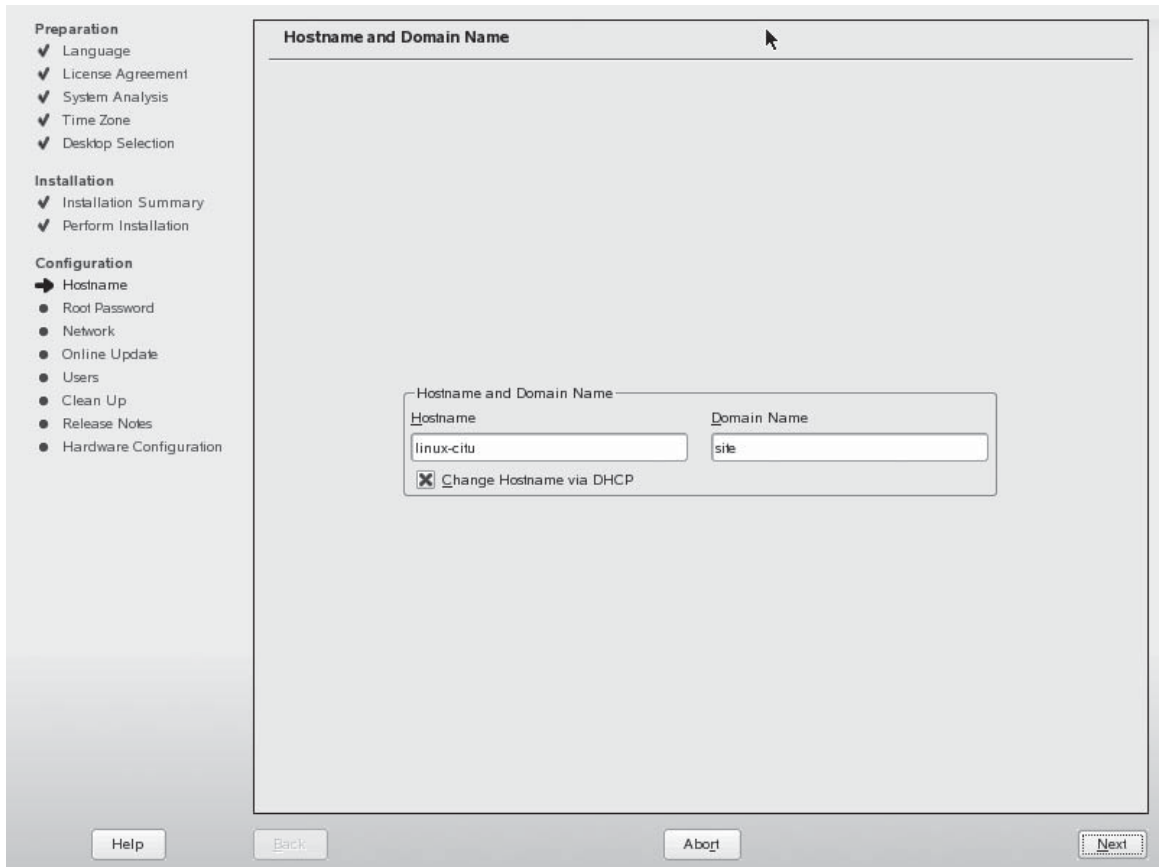 Preparation
Language
License Agreement
System Analysis
Time Zone
Desktop Selection
Installation
Installation Summary
Perform Installation
Configuration
Hostname
Root Password
Network
Online Update
Users
Clean Up
Release Notes
Hardware Configuration
Hostname and Domain Name
Hostname and Domain Name
Hostname
Domain Name
linux-citu
site
Change Hostname via DHCP
Help
Back
Abort
Next